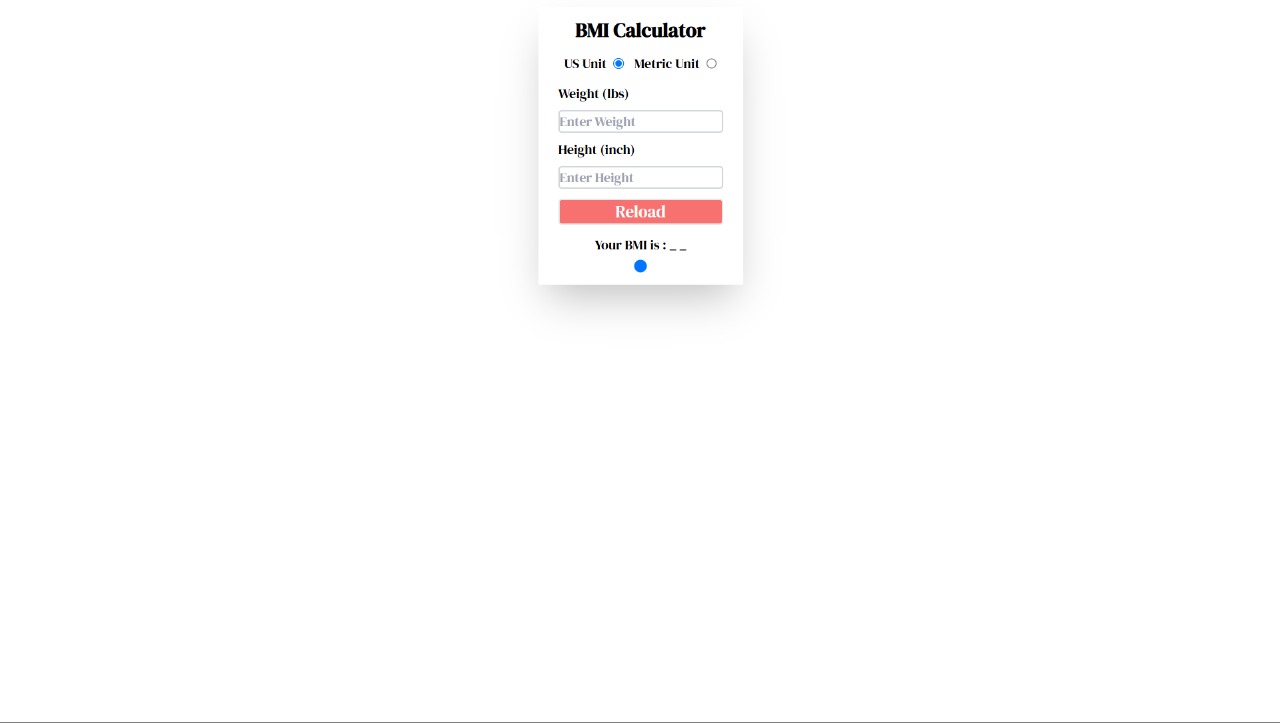 BMI Calculator
US Unit Metric Unit
Weight (lbs)
Enter Weight
Height (inch)
Enter Height
Reload
Your BMI is : _ _